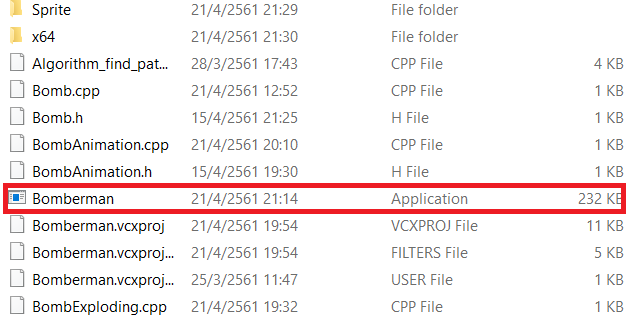 Sprite 21/4/2561 21:29 File folder
x64 21/4/2561 21:30 File folder
Algorithm_find_pat... 28/3/2561 17:43 CPP File 4 KB
Bomb.cpp 21/4/2561 12:52 CPP File 1 KB
Bomb.h 15/4/2561 21:25 H File 1 KB
BombAnimation.cpp 21/4/2561 20:10 CPP File 1 KB
BombAnimation.h 15/4/2561 19:30 H File 1 KB
Bomberman 21/4/2561 21:14 Application 232 KB
Bomberman.vcxproj 21/4/2561 19:54 VCXPROJ File 11 KB
Bomberman.vcxproj... 21/4/2561 19:54 FILTERS File 5 KB
Bomberman.vcxproj... 25/3/2561 11:47 USER File 1 KB
BombExploding.cpp 21/4/2561 19:32 CPP File 1 KB